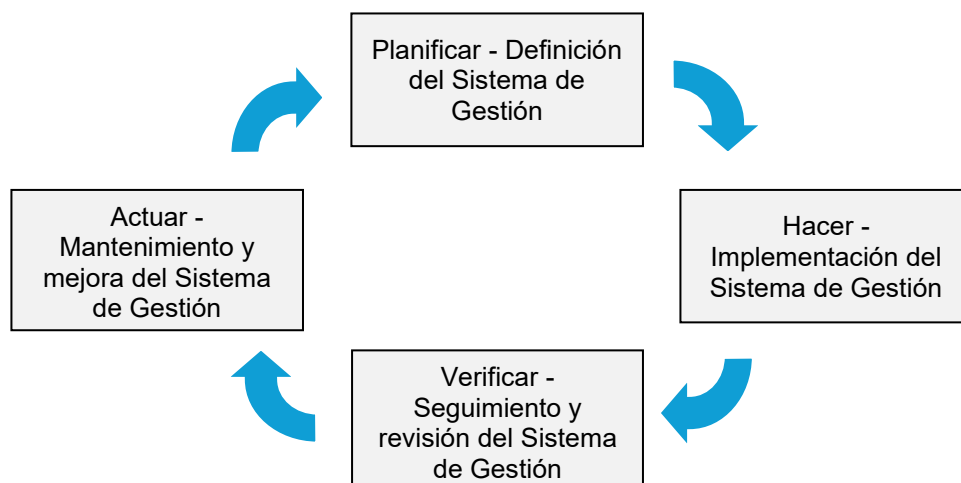 Planificar - Definición
del Sistema de
Gestión
Hacer -
Implementación del
Sistema de Gestión
Verificar -
Seguimiento y
revisión del Sistema
de Gestión
Actuar -
Mantenimiento y
mejora del Sistema
de Gestión